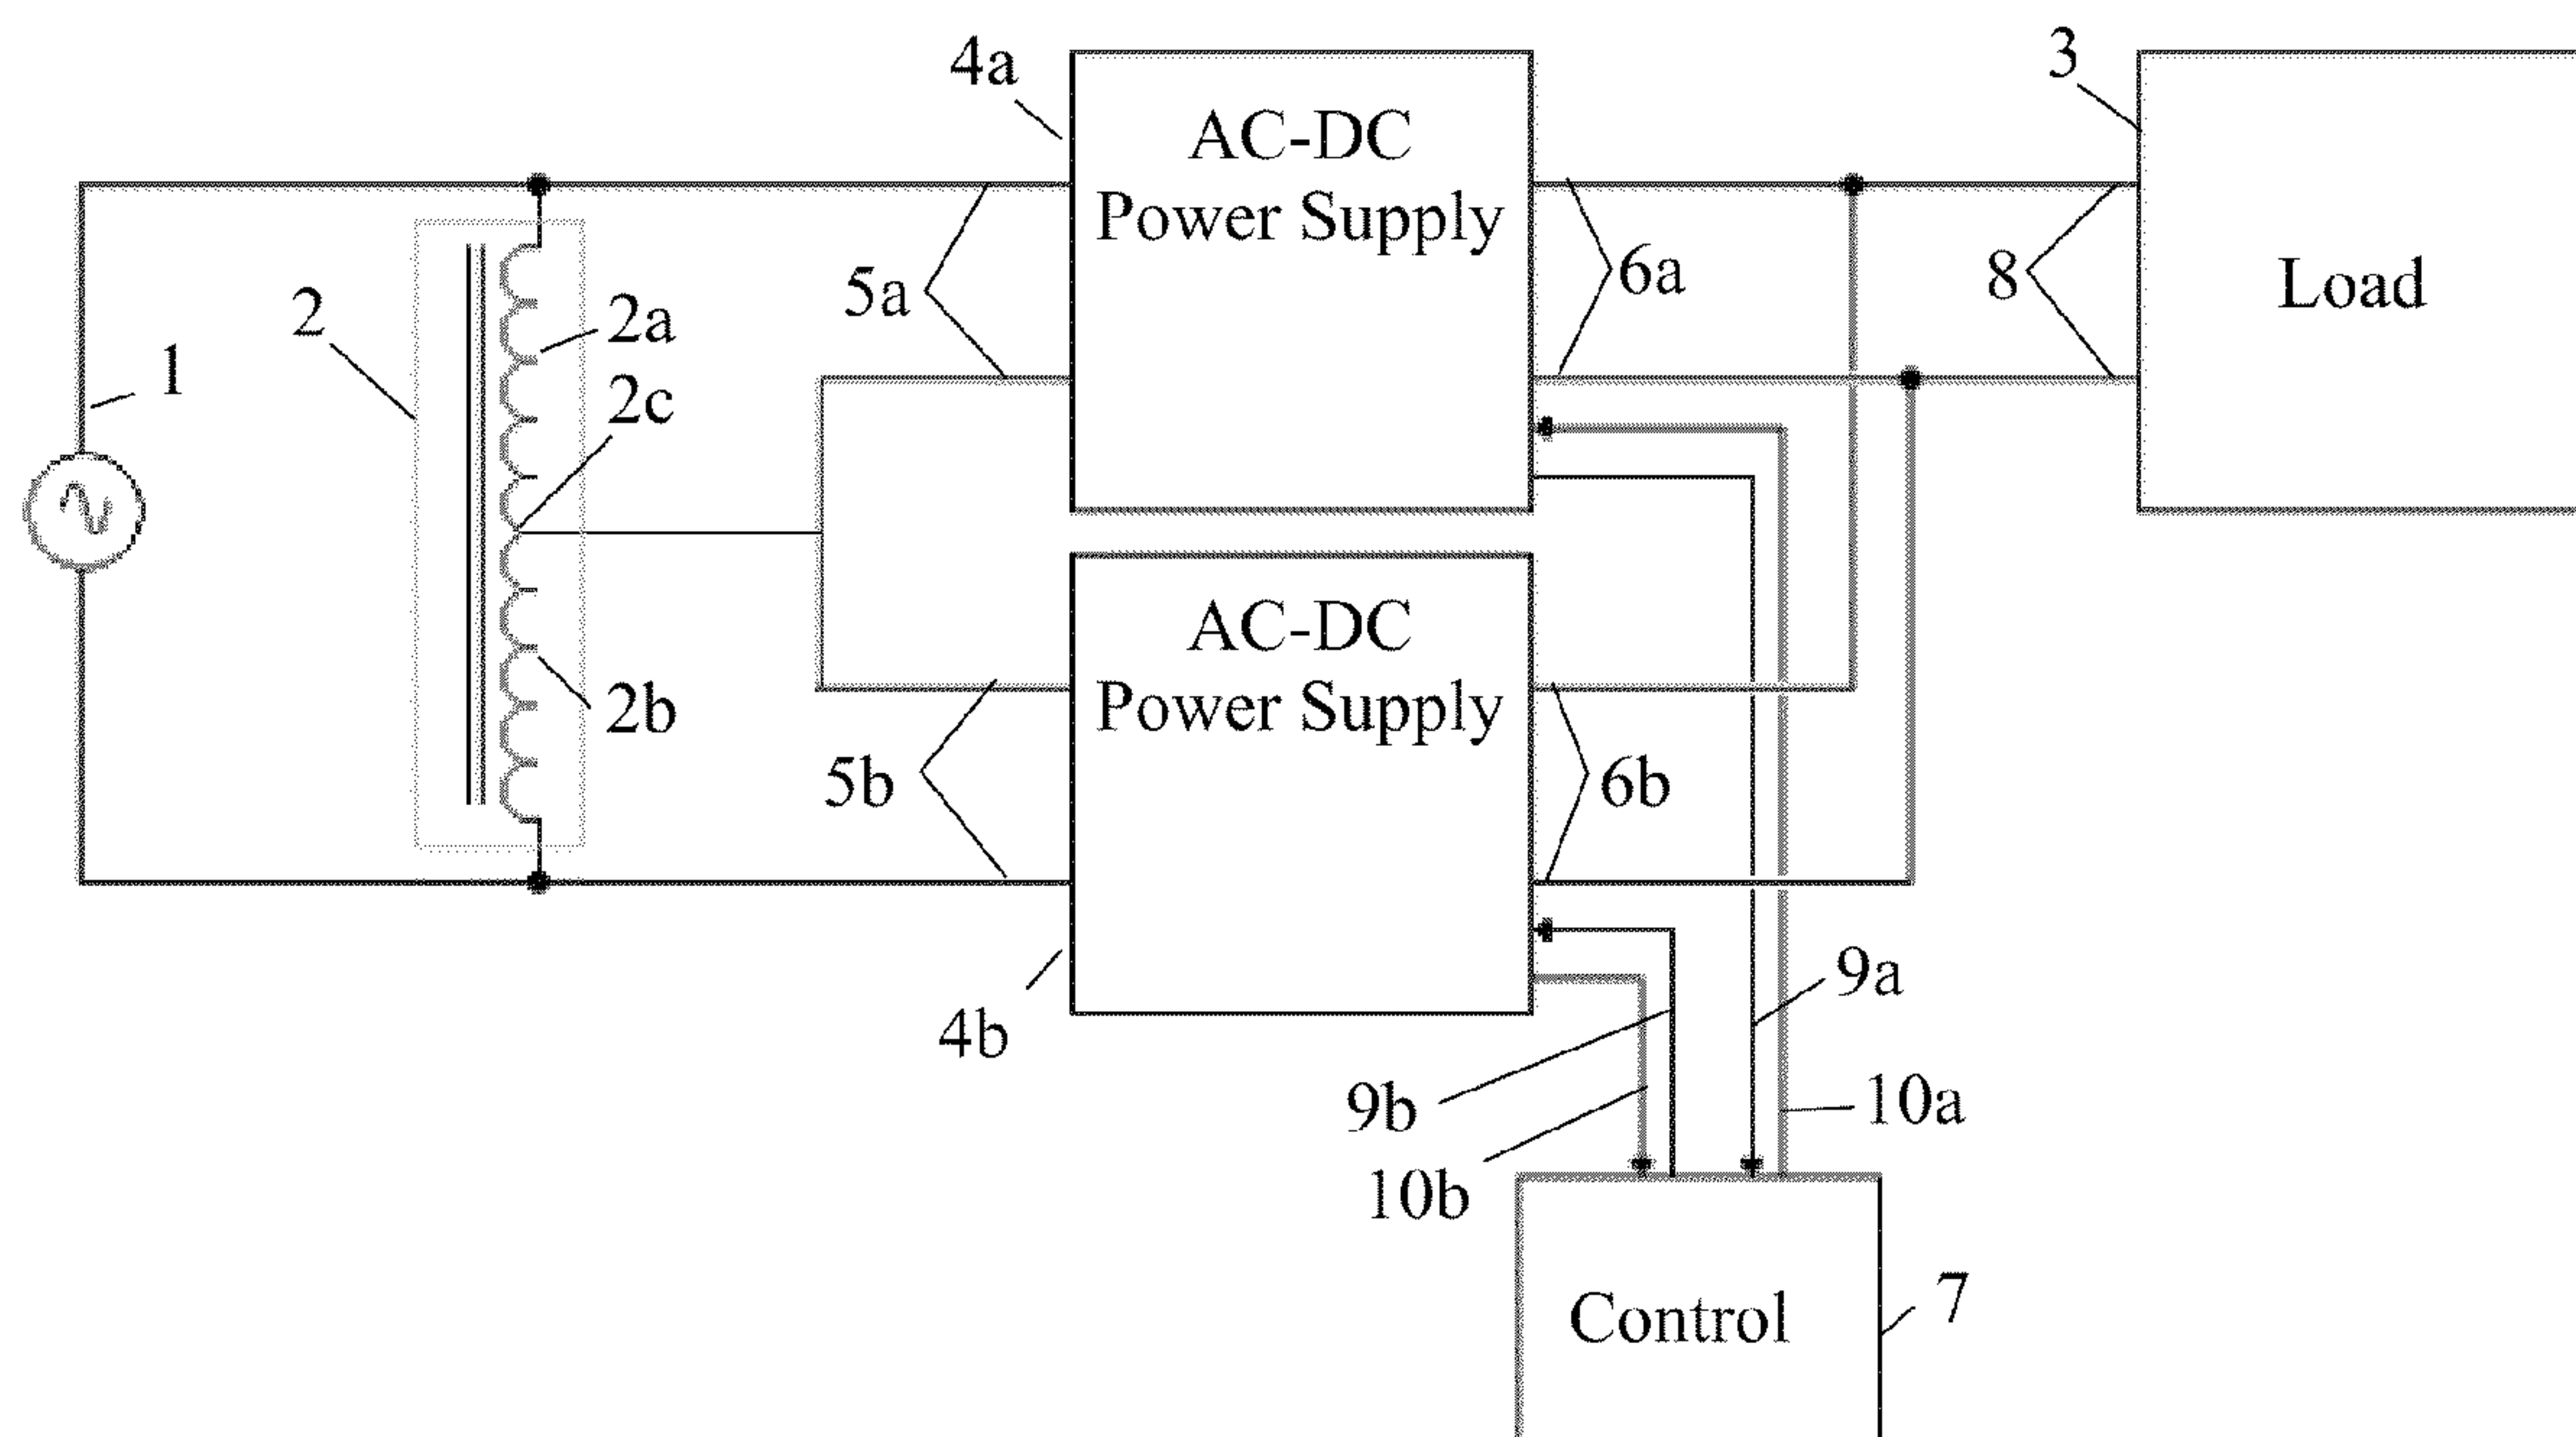 4a
3
AC-DC
Power Supply
5a
6a
8
Load
2
2a
1
2c
AC-DC
Power Supply
2b
5b
6b
9a
4b
9b
10a
10b
7
Control